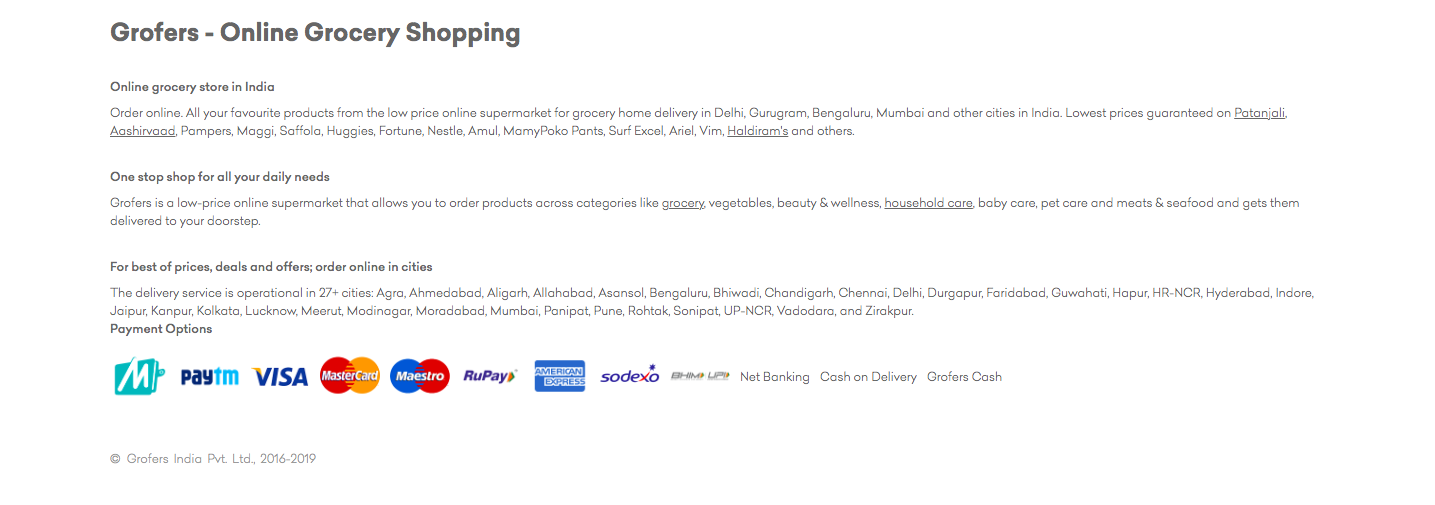 Grofers - Online Grocery Shopping
Online grocery store in India
Order online. All your favourite products from the low price online supermarket for grocery home delivery in Delhi, Gurugram, Bengaluru, Mumbai and other cities in India. Lowest prices guaranteed on Patanjali,
Aashirvaad, Pampers, Maggi, Saffola, Huggies, Fortune, Nestle, Amul, MamyPoko Pants, Surf Excel, Ariel, Vim, Haldiram's and others.
One stop shop for all your daily needs
Grofers is a low-price online supermarket that allows you to order products across categories like grocery, vegetables, beauty & wellness, household care, baby care, pet care and meats & seafood and gets them
delivered to your doorstep.
For best of prices, deals and offers; order online in cities
The delivery service is operational in 27+ cities: Agra, Ahmedabad, Aligarh, Allahabad, Asansol, Bengaluru, Bhiwadi, Chandigarh, Chennai, Delhi, Durgapur, Faridabad, Guwahati, Hapur, HR-NCR, Hyderabad, Indore,
Jaipur, Kanpur, Kolkata, Lucknow, Meerut, Modinagar, Moradabad, Mumbai, Panipat, Pune, Rohtak, Sonipat, UP-NCR, Vadodara, and Zirakpur.
Payment Options
M paytm VISA MasterCard Maestro RuPay AMERICAN EXPRESS sodexo BHIM UPI Net Banking Cash on Delivery Grofers Cash
© Grofers India Pvt. Ltd., 2016-2019